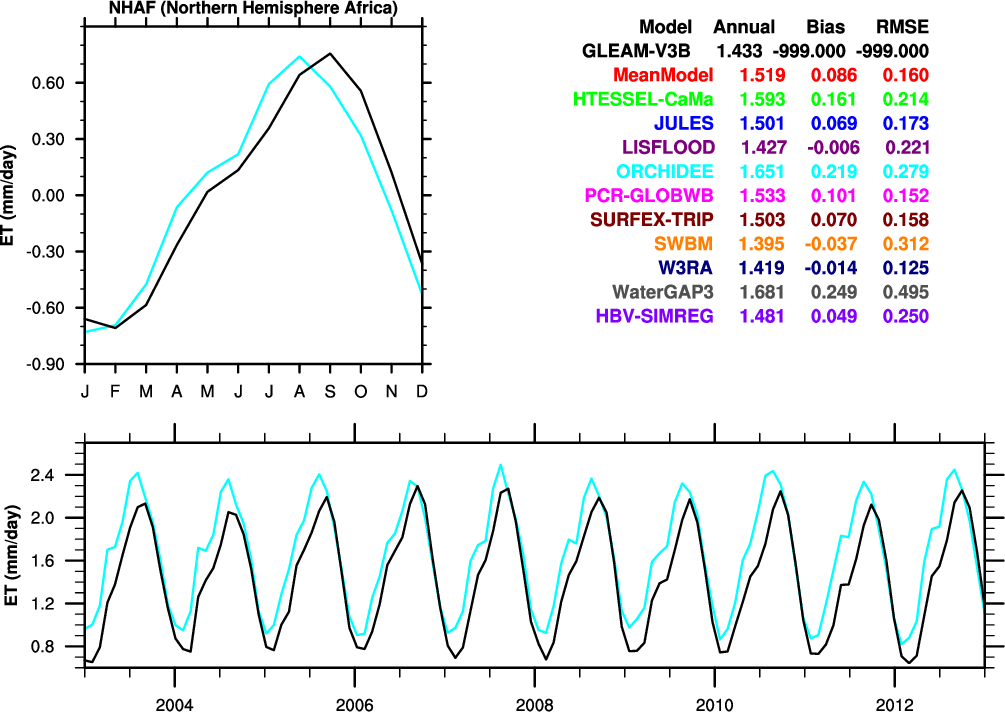 NHAF (Northern Hemisphere Africa)
ET (mm/day)
0.60
0.30
0.00
-0.30
-0.60
-0.90
J F M A M J J A S O N D
Model Annual Bias RMSE
GLEAM-V3B 1.433 -999.000 -999.000
MeanModel 1.519 0.086 0.160
HTESSEL-CaMa 1.593 0.161 0.214
JULES 1.501 0.069 0.173
LISFLOOD 1.427 -0.006 0.221
ORCHIDEE 1.651 0.219 0.279
PCR-GLOBWB 1.533 0.101 0.152
SURFEX-TRIP 1.503 0.070 0.158
SWBM 1.395 -0.037 0.312
W3RA 1.419 -0.014 0.125
WaterGAP3 1.681 0.249 0.495
HBV-SIMREG 1.481 0.049 0.250
ET (mm/day)
2.4
2.0
1.6
1.2
0.8
2004 2006 2008 2010 2012